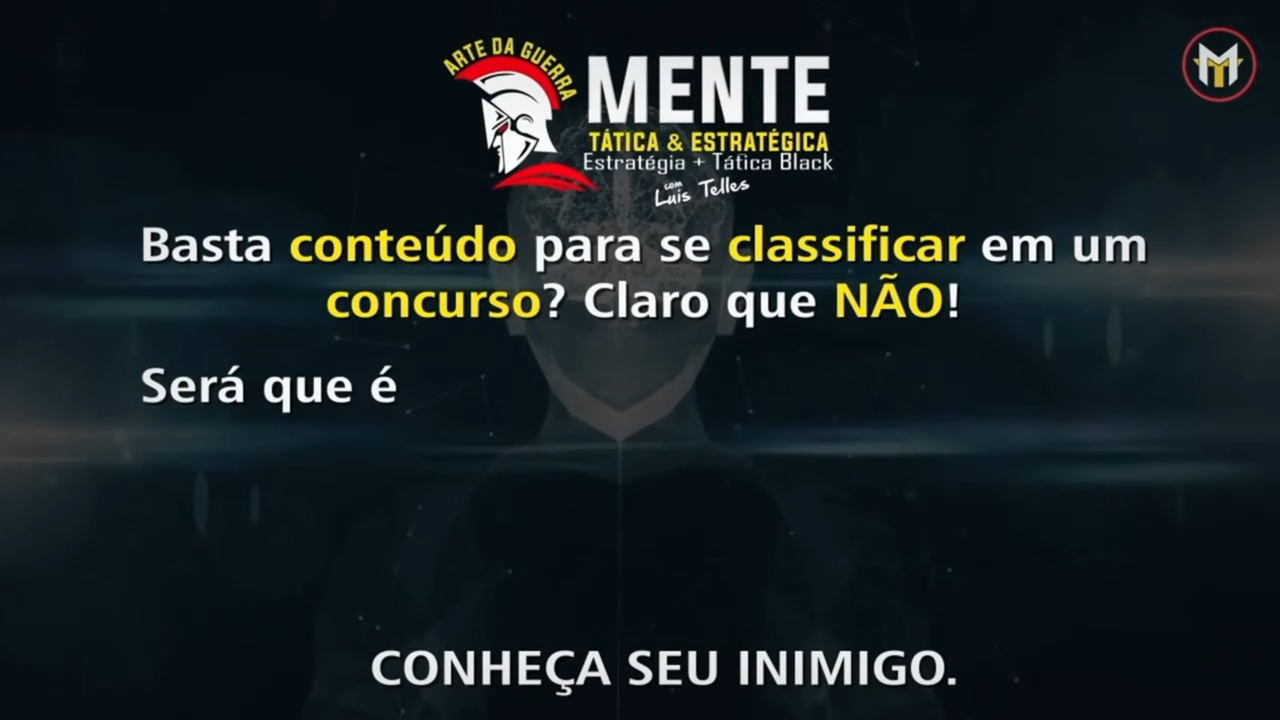 ARTE DA GUERRA
MENTE
TÁTICA & ESTRATÉGICA
Estratégia + Tática Black
com
Luis Telles
MT
Basta conteúdo para se classificar em um
concurso? Claro que NÃO!
Será que é
CONHEÇA SEU INIMIGO.